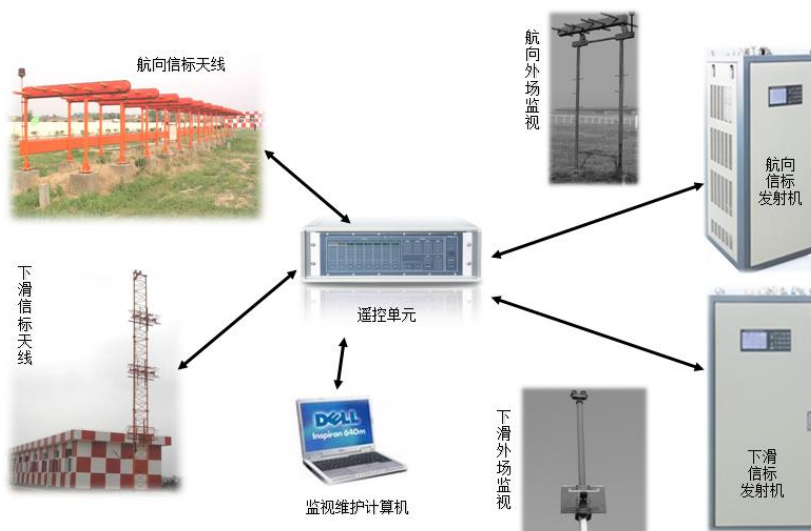 航向信标天线
航向外场监视
航向
信标
发射机
下滑信标天线
遥控单元
DELL
Inspiron 640m
监视维护计算机
下滑外场监视
下滑
信标
发射机